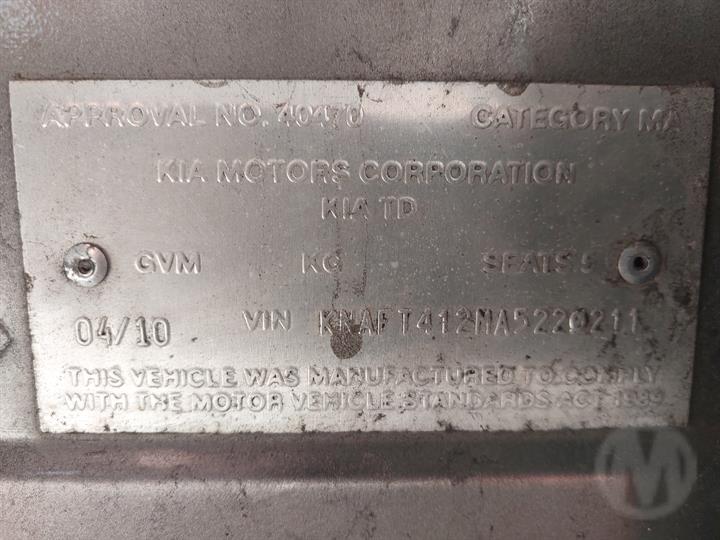 APPROVAL NO. 40470 CATEGORY MA
KIA MOTORS CORPORATION
KIA TD
GVM KG SEATS 5
04/10 VIN KNAFT412MA5220211
THIS VEHICLE WAS MANUFACTURED TO COMPLY
WITH THE MOTOR VEHICLE STANDARDS ACT 1989
M